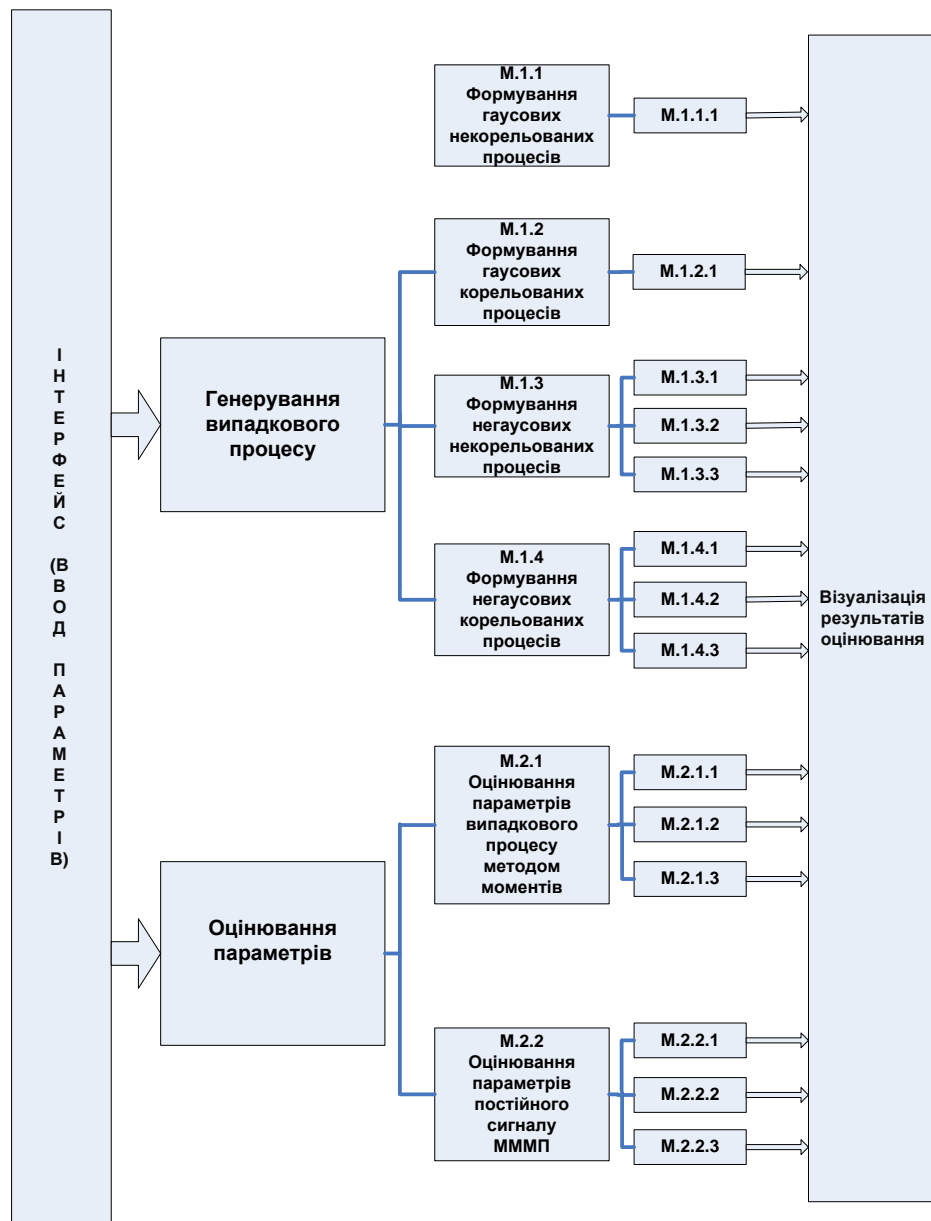 ІНТЕРФЕЙС (ВВОД ПАРАМЕТРІВ)
Генерування
випадкового
процесу
Оцінювання
параметрів
М.1.1
Формування
гаусових
некорельованих
процесів
М.1.1.1
М.1.2
Формування
гаусових
корельованих
процесів
М.1.2.1
М.1.3
Формування
негаусових
некорельованих
процесів
М.1.3.1
М.1.3.2
М.1.3.3
М.1.4
Формування
негаусових
корельованих
процесів
М.1.4.1
М.1.4.2
М.1.4.3
М.2.1
Оцінювання
параметрів
випадкового
процесу
методом
моментів
М.2.1.1
М.2.1.2
М.2.1.3
М.2.2
Оцінювання
параметрів
постійного
сигналу
МММП
М.2.2.1
М.2.2.2
М.2.2.3
Візуалізація
результатів
оцінювання